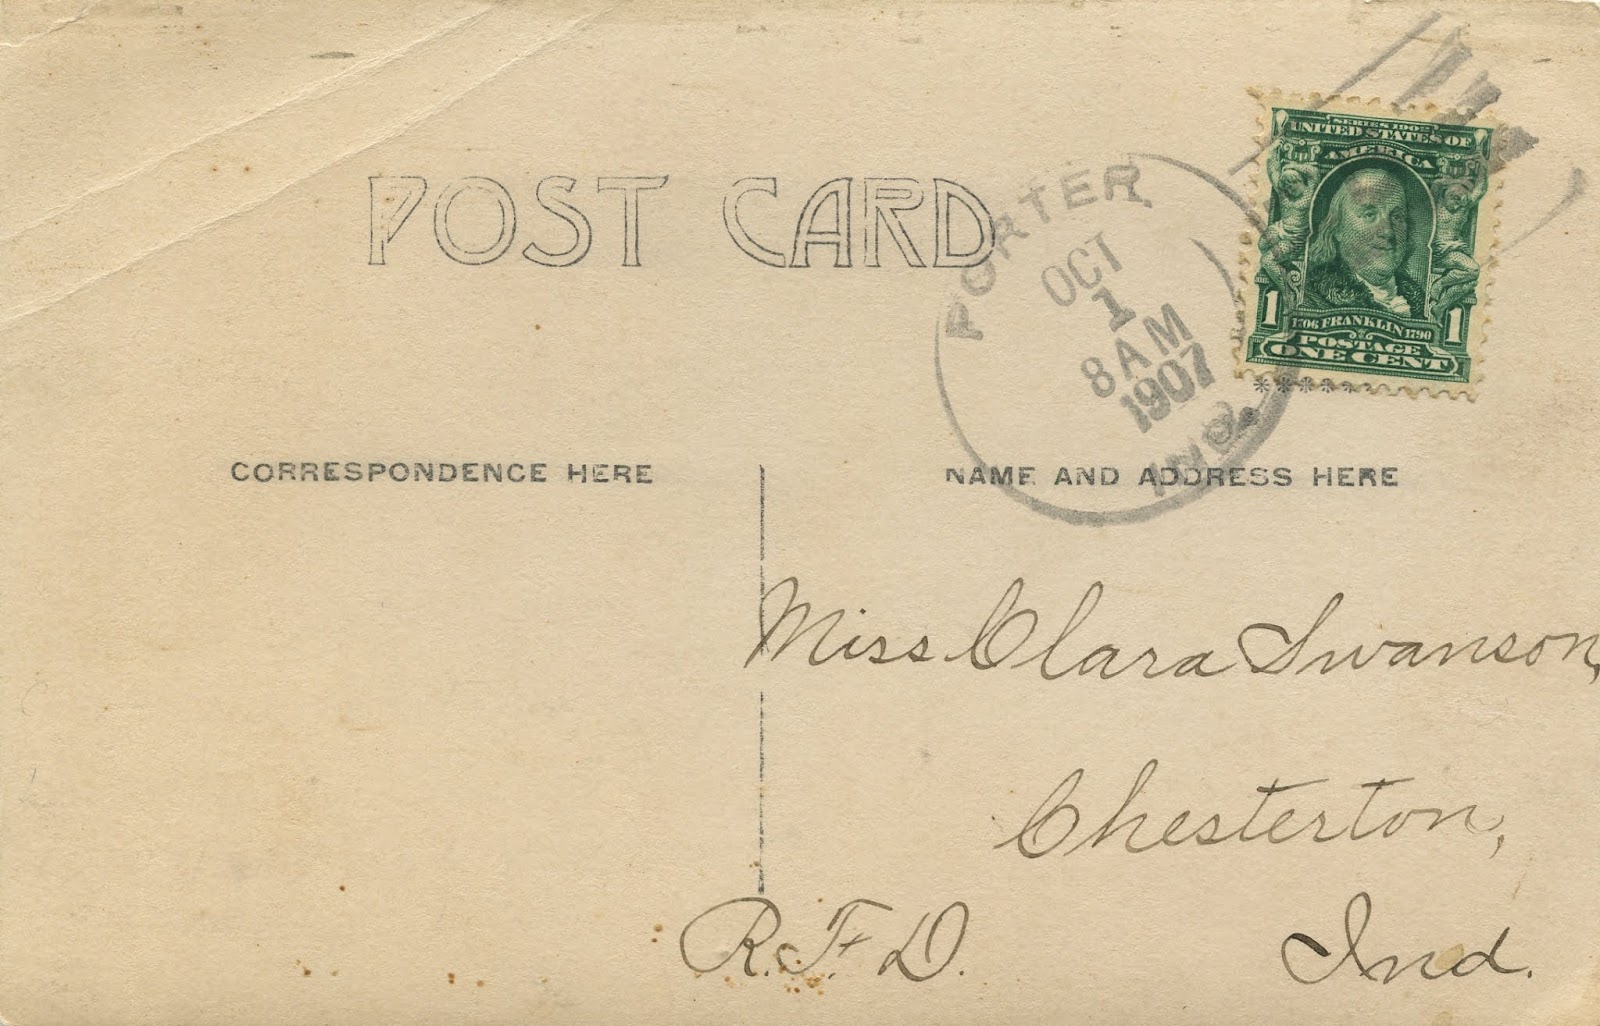 POST CARD
PORTER
OCT
1
8 AM
1907
IND.
SERIES 1902
UNITED STATES OF
AMERICA
1 1706 FRANKLIN 1790 1
POSTAGE
ONE CENT
CORRESPONDENCE HERE
NAME AND ADDRESS HERE
Miss Clara Swanson,
Chesterton,
R.F.D. Ind.